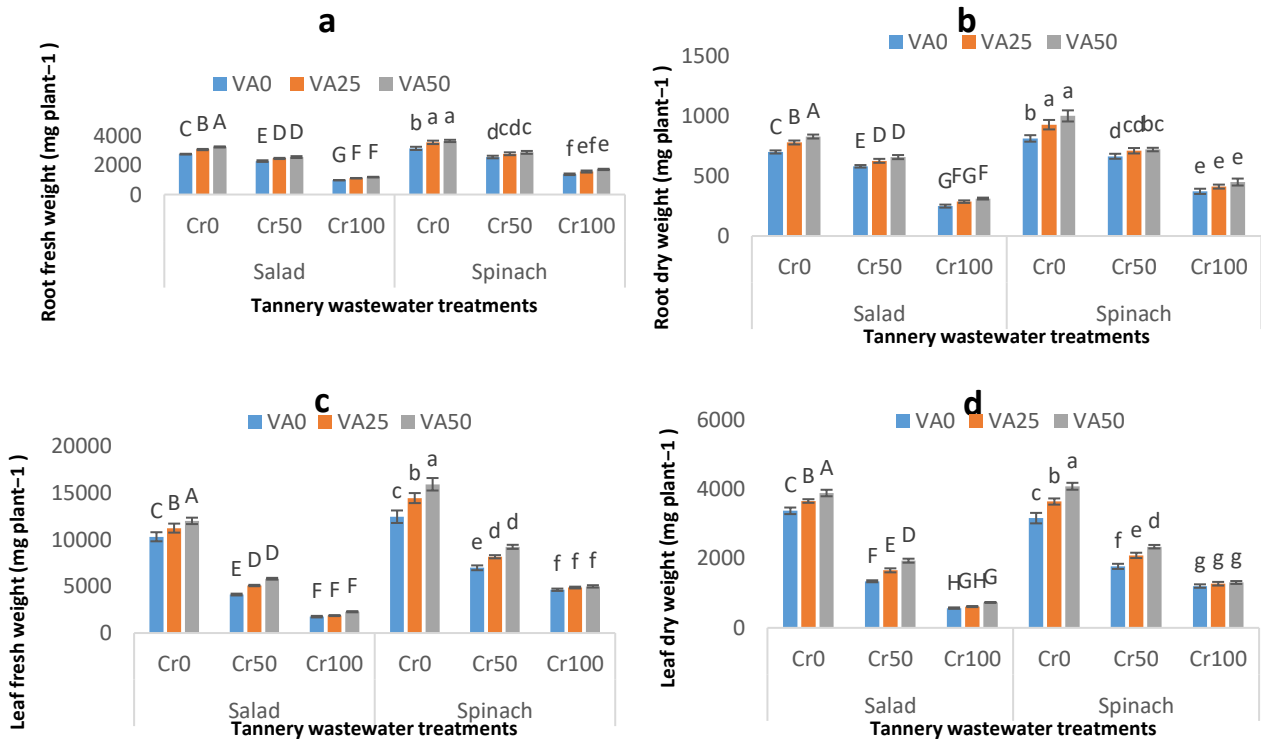 a
Root fresh weight (mg plant−1 )
VA0 VA25 VA50
4000
2000
0
C B A E D D G F F b a a d cd c f ef e
Cr0 Cr50 Cr100 Cr0 Cr50 Cr100
Salad Spinach
Tannery wastewater treatments
b
Root dry weight (mg plant−1 )
VA0 VA25 VA50
1500
1000
500
0
C B A E D D G FG F b a a d cd bc e e e
Cr0 Cr50 Cr100 Cr0 Cr50 Cr100
Salad Spinach
Tannery wastewater treatments
c
Leaf fresh weight (mg plant−1 )
VA0 VA25 VA50
20000
15000
10000
5000
0
C B A E D D F F F c b a e d d f f f
Cr0 Cr50 Cr100 Cr0 Cr50 Cr100
Salad Spinach
Tannery wastewater treatments
d
Leaf dry weight (mg plant−1 )
VA0 VA25 VA50
6000
4000
2000
0
C B A F E D H GH G c b a f e d g g g
Cr0 Cr50 Cr100 Cr0 Cr50 Cr100
Salad Spinach
Tannery wastewater treatments